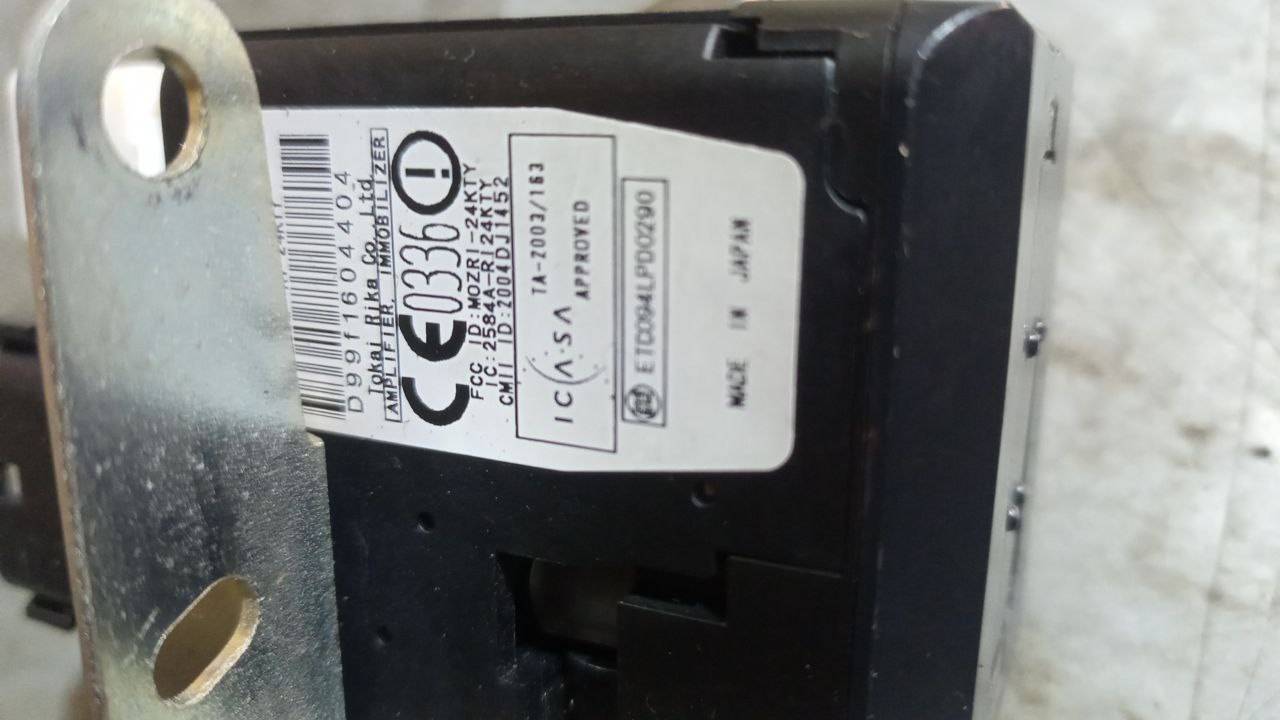 D99f1604404
Tokai Rika Co.,Ltd.
AMPLIFIER, IMMOBILIZER
CE0336
FCC ID:MOZRI-24KTY
IC:2584A-RI24KTY
CMII ID:2004DJ1452
TA-2003/163
ICASA APPROVED
ETC094LPD0290
MADE IN JAPAN